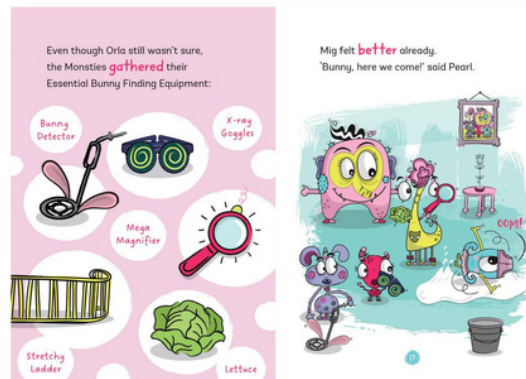 Even though Orla still wasn't sure,
the Monsties gathered their
Essential Bunny Finding Equipment:
Bunny
Detector
X-ray
Goggles
Mega
Magnifier
Stretchy
Ladder
Lettuce
Mig felt better already.
'Bunny, here we come!' said Pearl.
OOPS!
17